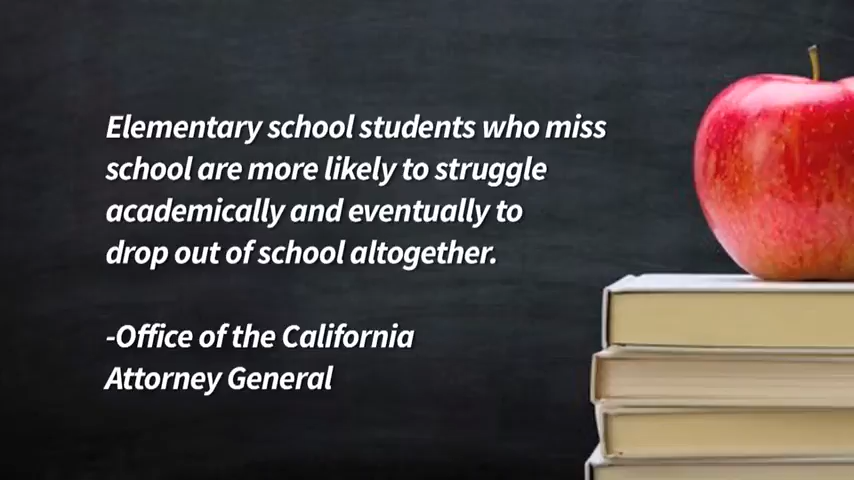 Elementary school students who miss
school are more likely to struggle
academically and eventually to
drop out of school altogether.
-Office of the California
Attorney General